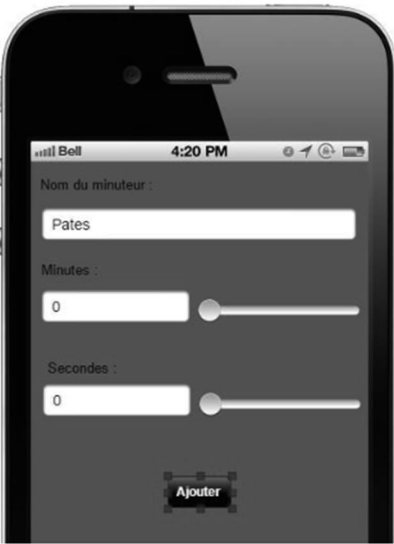 Bell 4:20 PM
Nom du minuteur :
Pates
Minutes :
0
Secondes :
0
Ajouter